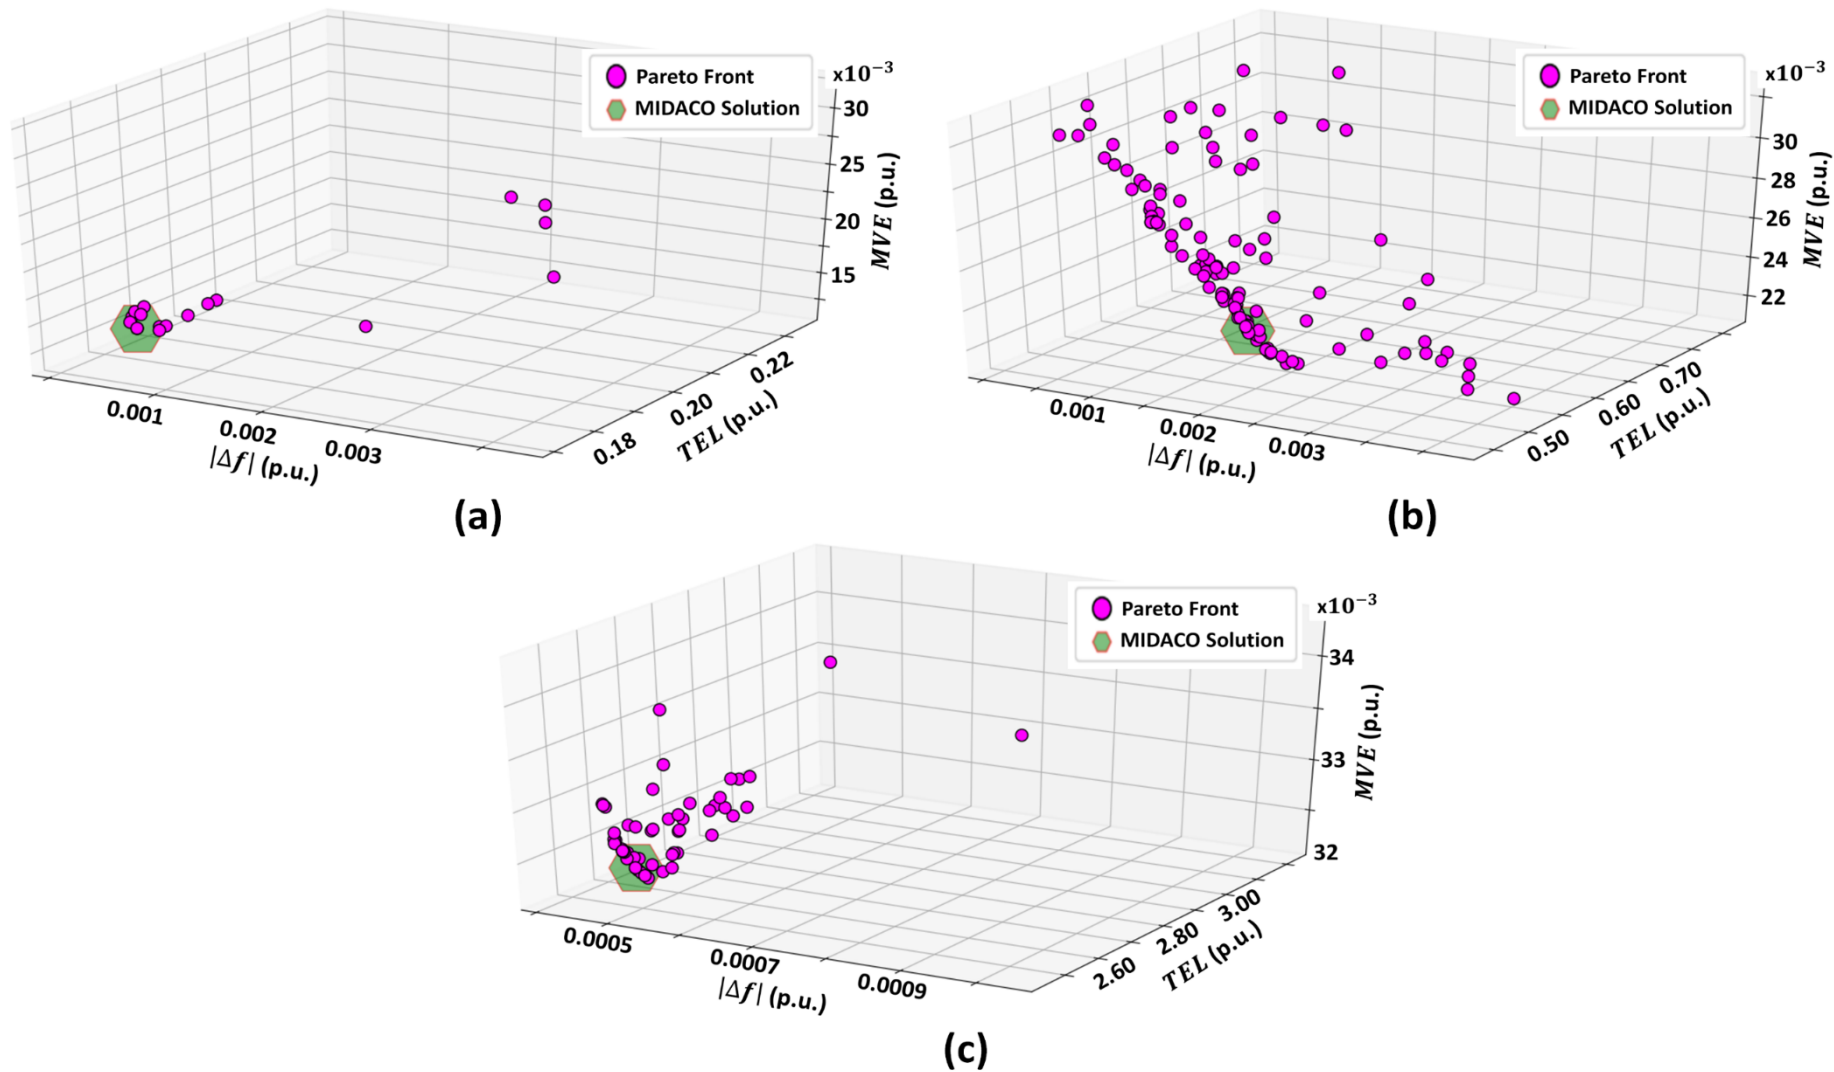 Pareto Front
MIDACO Solution
x10⁻³
30
25
20
15
MVE (p.u.)
0.22
0.20
0.18
TEL (p.u.)
0.001
0.002
0.003
|Δf| (p.u.)
(a)
Pareto Front
MIDACO Solution
x10⁻³
30
28
26
24
22
MVE (p.u.)
0.70
0.60
0.50
TEL (p.u.)
0.001
0.002
0.003
|Δf| (p.u.)
(b)
Pareto Front
MIDACO Solution
x10⁻³
34
33
32
MVE (p.u.)
3.00
2.80
2.60
TEL (p.u.)
0.0005
0.0007
0.0009
|Δf| (p.u.)
(c)